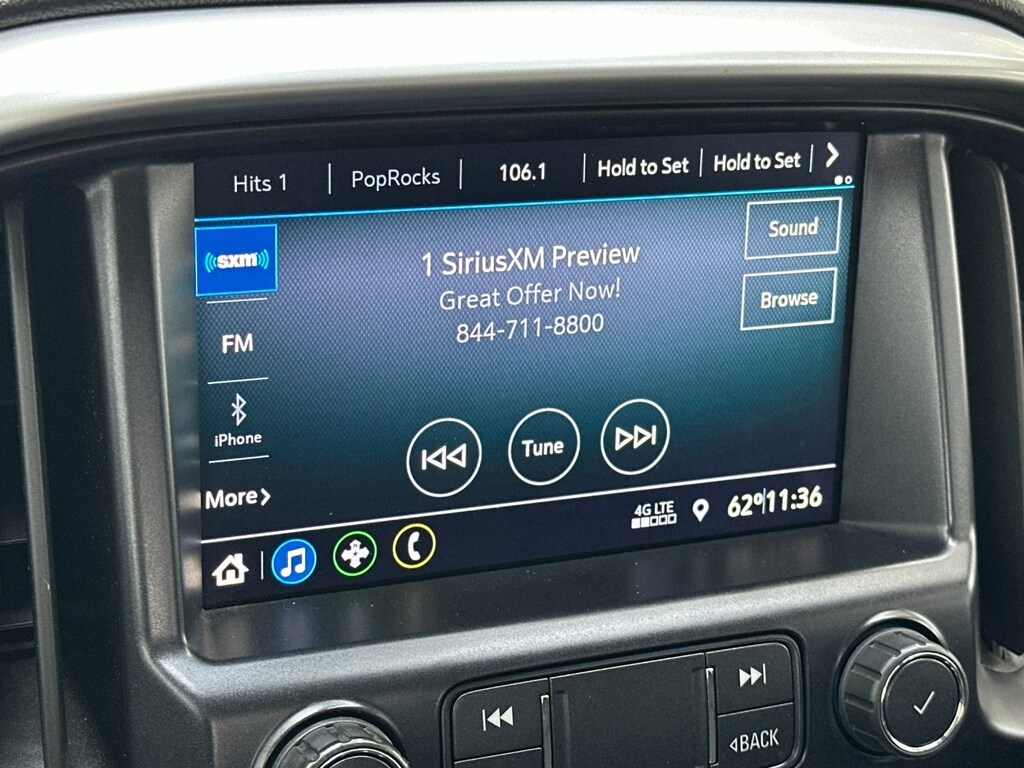 Hits 1
PopRocks
106.1
Hold to Set
Hold to Set
sxm
1 SiriusXM Preview
Great Offer Now!
844-711-8800
Sound
Browse
FM
iPhone
More
Tune
4G LTE
62º 11:36
BACK